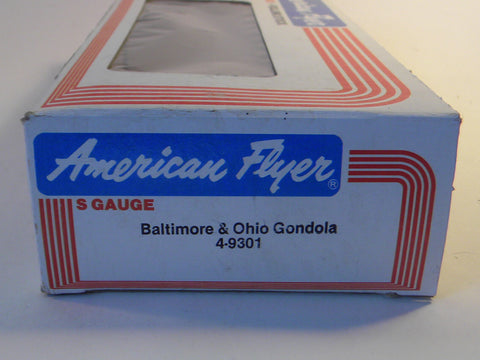 American Flyer®
S GAUGE
Baltimore & Ohio Gondola
4-9301